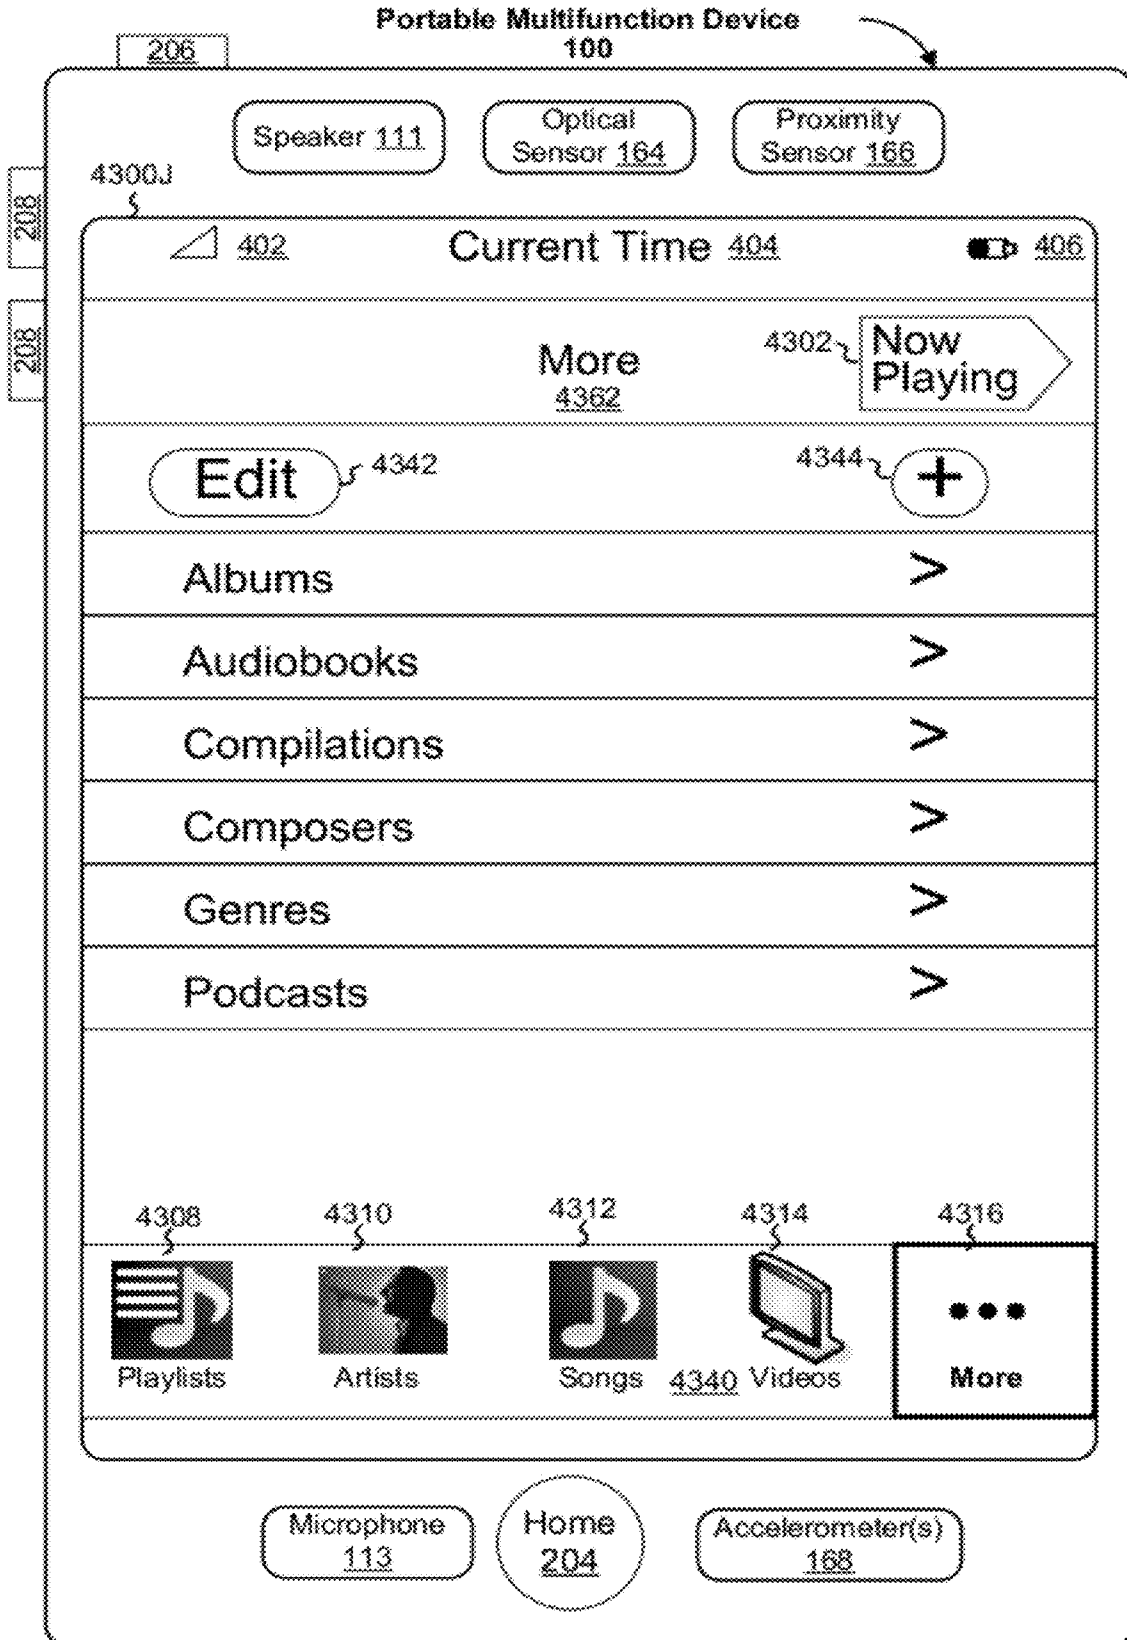 Portable Multifunction Device
100
206
Speaker 111
Optical
Sensor 164
Proximity
Sensor 166
4300J
208
402
Current Time 404
406
208
More
4362
4302
Now
Playing
Edit
4342
4344
+
Albums >
Audiobooks >
Compilations >
Composers >
Genres >
Podcasts >
4308
4310
4312
4314
4316
Playlists
Artists
Songs
4340
Videos
More
Microphone
113
Home
204
Accelerometer(s)
168